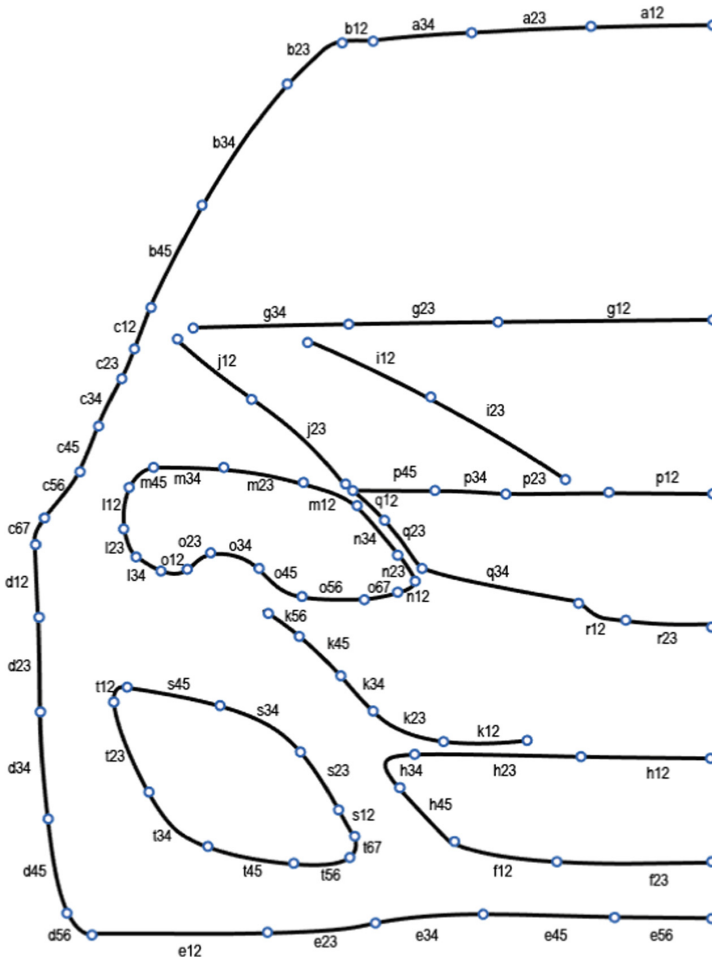 a12
a23
a34
b12
b23
b34
b45
c12
c23
c34
c45
c56
c67
d12
d23
d34
d45
d56
e12
e23
e34
e45
e56
g34
g23
g12
j12
j23
i12
i23
p45
p34
p23
p12
q12
q23
q34
r12
r23
m45
m34
m23
m12
n34
n23
n12
l12
l23
l34
o12
o23
o34
o45
o56
o67
k56
k45
k34
k23
k12
h34
h23
h12
h45
f12
f23
t12
s45
s34
s23
s12
t67
t56
t45
t34
t23